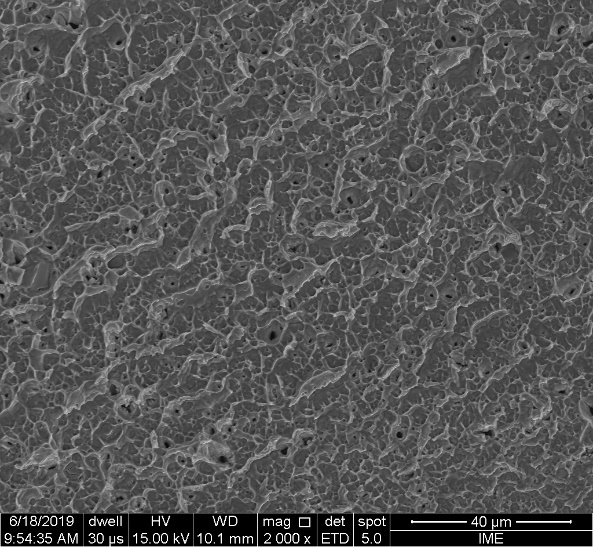 6/18/2019 dwell HV WD mag □ det spot 40 µm
9:54:35 AM 30 µs 15.00 kV 10.1 mm 2 000 x ETD 5.0 IME